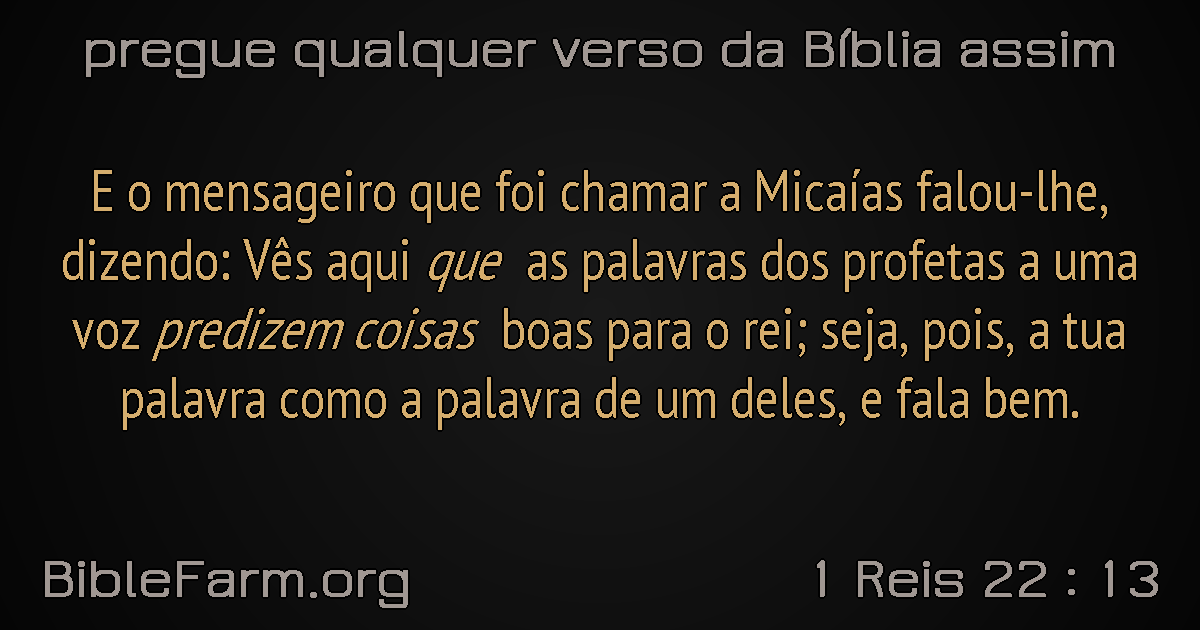 pregue qualquer verso da Bíblia assim
E o mensageiro que foi chamar a Micaías falou-lhe,
dizendo: Vês aqui que as palavras dos profetas a uma
voz predizem coisas boas para o rei; seja, pois, a tua
palavra como a palavra de um deles, e fala bem.
BibleFarm.org
1 Reis 22 : 13